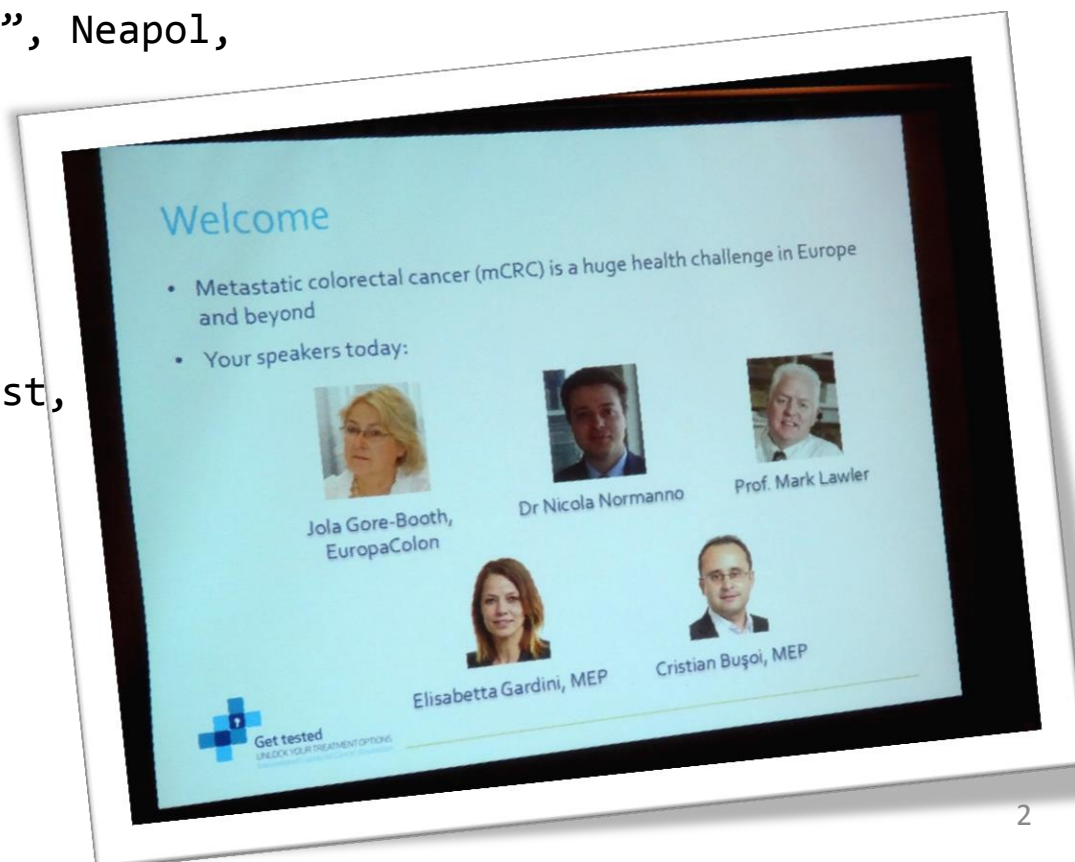 ”, Neapol,
st,
Welcome
• Metastatic colorectal cancer (mCRC) is a huge health challenge in Europe
and beyond
• Your speakers today:
Jola Gore-Booth,
EuropaColon
Dr Nicola Normanno
Prof. Mark Lawler
Elisabetta Gardini, MEP
Cristian Buşoi, MEP
Get tested
UNLOCK YOUR TREATMENT OPTIONS
2